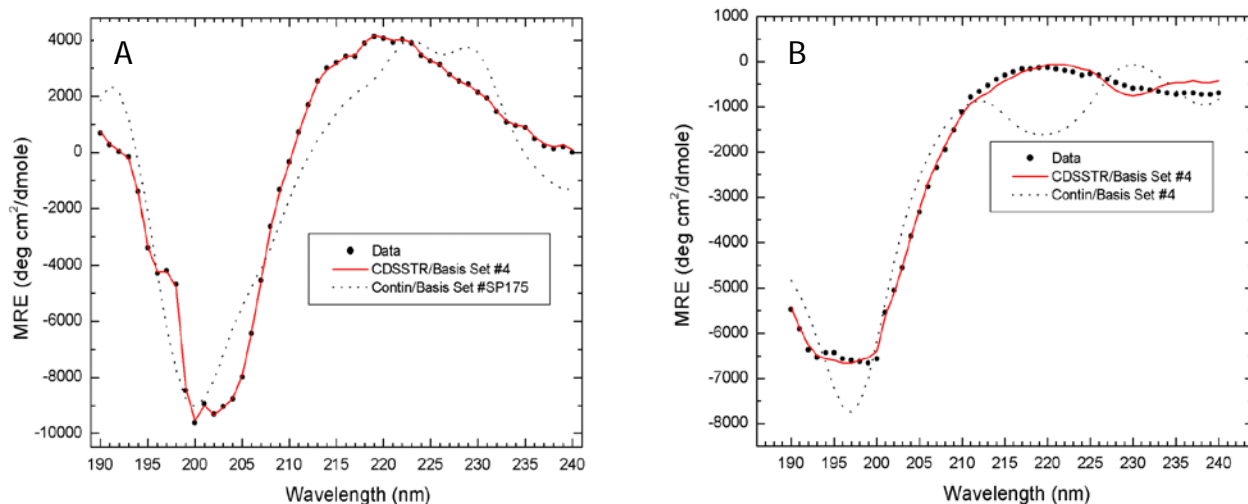 A
MRE (deg cm²/dmole)
4000
2000
0
-2000
-4000
-6000
-8000
-10000
Data
CDSSTR/Basis Set #4
Contin/Basis Set #SP175
190 195 200 205 210 215 220 225 230 235 240
Wavelength (nm)
B
MRE (deg cm²/dmole)
1000
0
-1000
-2000
-3000
-4000
-5000
-6000
-7000
-8000
Data
CDSSTR/Basis Set #4
Contin/Basis Set #4
190 195 200 205 210 215 220 225 230 235 240
Wavelength (nm)